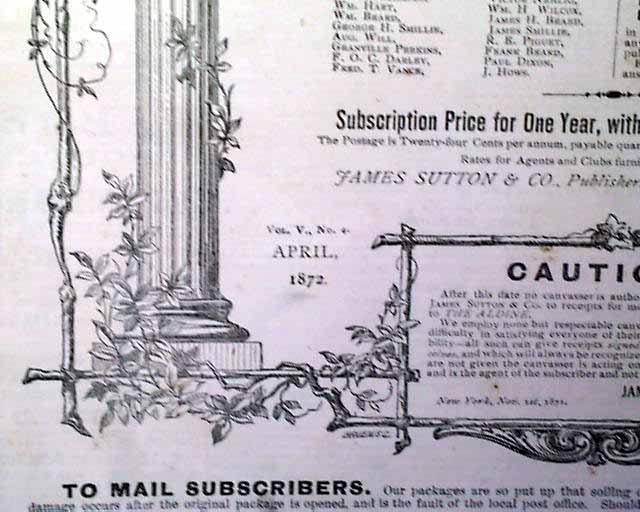 Wm. Hart,
Wm. Beard,
George H. Smillie,
Aug. Will,
Granville Perkins,
F. O. C. Darley,
Fred. T. Vance,
Wm. H. Wilcox,
James H. Beard,
James Smillie,
R. E. Piguet,
Frank Beard,
Paul Dixon,
J. Hows.
Subscription Price for One Year, with
The Postage is Twenty-four Cents per annum, payable quar
Rates for Agents and Clubs furn
JAMES SUTTON & CO., Publisher
Vol. V., No. 4.
APRIL,
1872.
CAUTIO
After this date no canvasser is autho
James Sutton & Co. to receipts for m
to THE ALDINE.
We employ none but respectable can
difficulty in satisfying everyone of their
bility—all such can give receipts
and which will always be recogniz
are not given the canvasser is acting on
and is the agent of the subscriber and not
JA
New York, Nov. 1st, 1871.
TO MAIL SUBSCRIBERS. Our packages are so put up that soiling o
damage occurs after the original package is opened, and is the fault of the local post office. Shoul